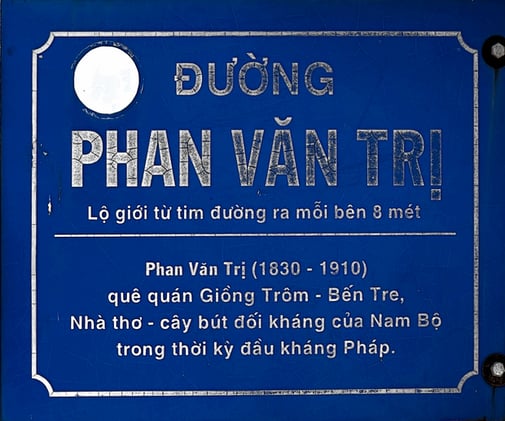 ĐƯỜNG
PHAN VĂN TRỊ
Lộ giới từ tim đường ra mỗi bên 8 mét
Phan Văn Trị (1830 - 1910)
quê quán Giồng Trôm - Bến Tre,
Nhà thơ - cây bút đối kháng của Nam Bộ
trong thời kỳ đầu kháng Pháp.